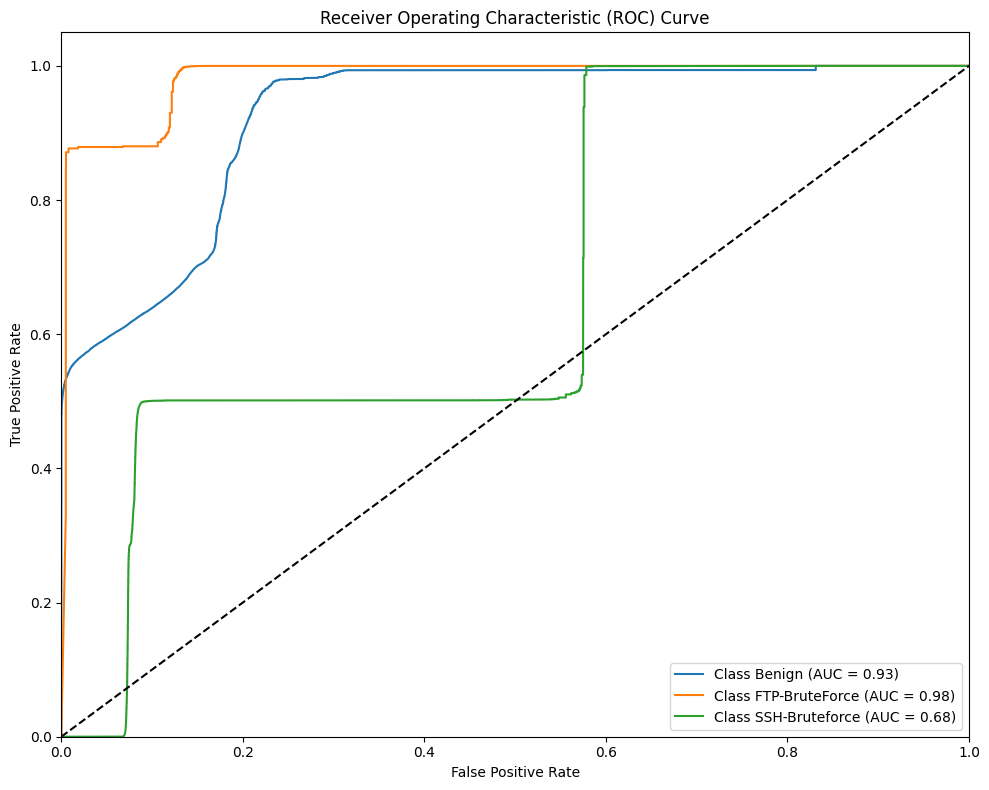 Receiver Operating Characteristic (ROC) Curve
True Positive Rate
1.0
0.8
0.6
0.4
0.2
0.0
0.0 0.2 0.4 0.6 0.8 1.0
False Positive Rate
Class Benign (AUC = 0.93)
Class FTP-BruteForce (AUC = 0.98)
Class SSH-Bruteforce (AUC = 0.68)